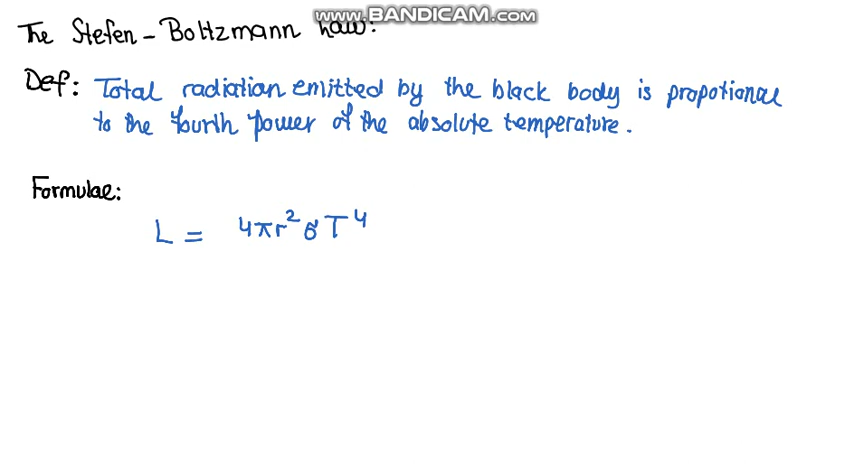 www.BANDICAM.com
The Stefen - Boltzmann Law:
Def: Total radiation emitted by the black body is propotional
to the fourth power of the absolute temperature.
Formulae:
L = 4πr²σT⁴